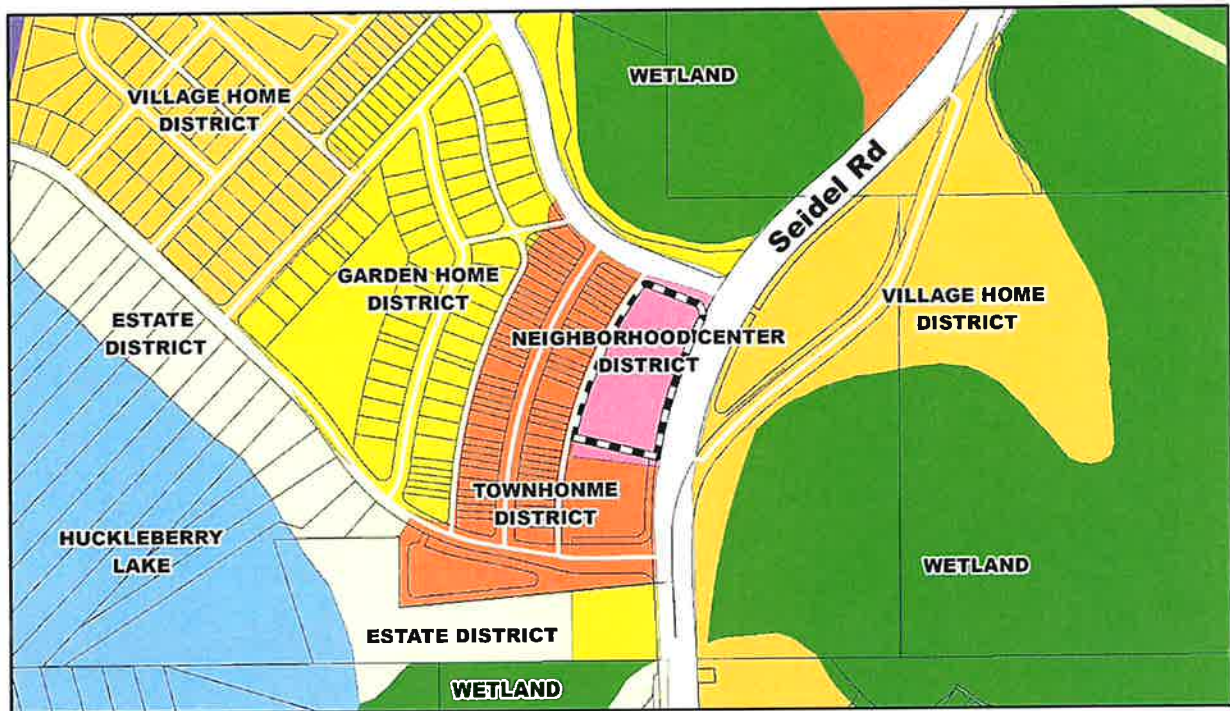 WETLAND
VILLAGE HOME
DISTRICT
Seidel Rd
GARDEN HOME
DISTRICT
VILLAGE HOME
DISTRICT
ESTATE
DISTRICT
NEIGHBORHOOD CENTER
DISTRICT
TOWNHONME
DISTRICT
HUCKLEBERRY
LAKE
WETLAND
ESTATE DISTRICT
WETLAND